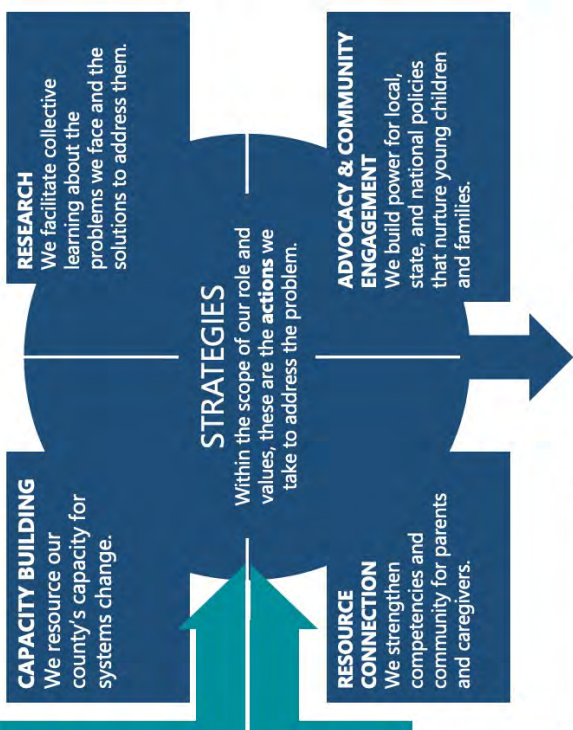 CAPACITY BUILDING
We resource our
county's capacity for
systems change.
RESEARCH
We facilitate collective
learning about the
problems we face and the
solutions to address them.
STRATEGIES
Within the scope of our role and
values, these are the actions we
take to address the problem.
RESOURCE
CONNECTION
We strengthen
competencies and
community for parents
and caregivers.
ADVOCACY & COMMUNITY
ENGAGEMENT
We build power for local,
state, and national policies
that nurture young children
and families.